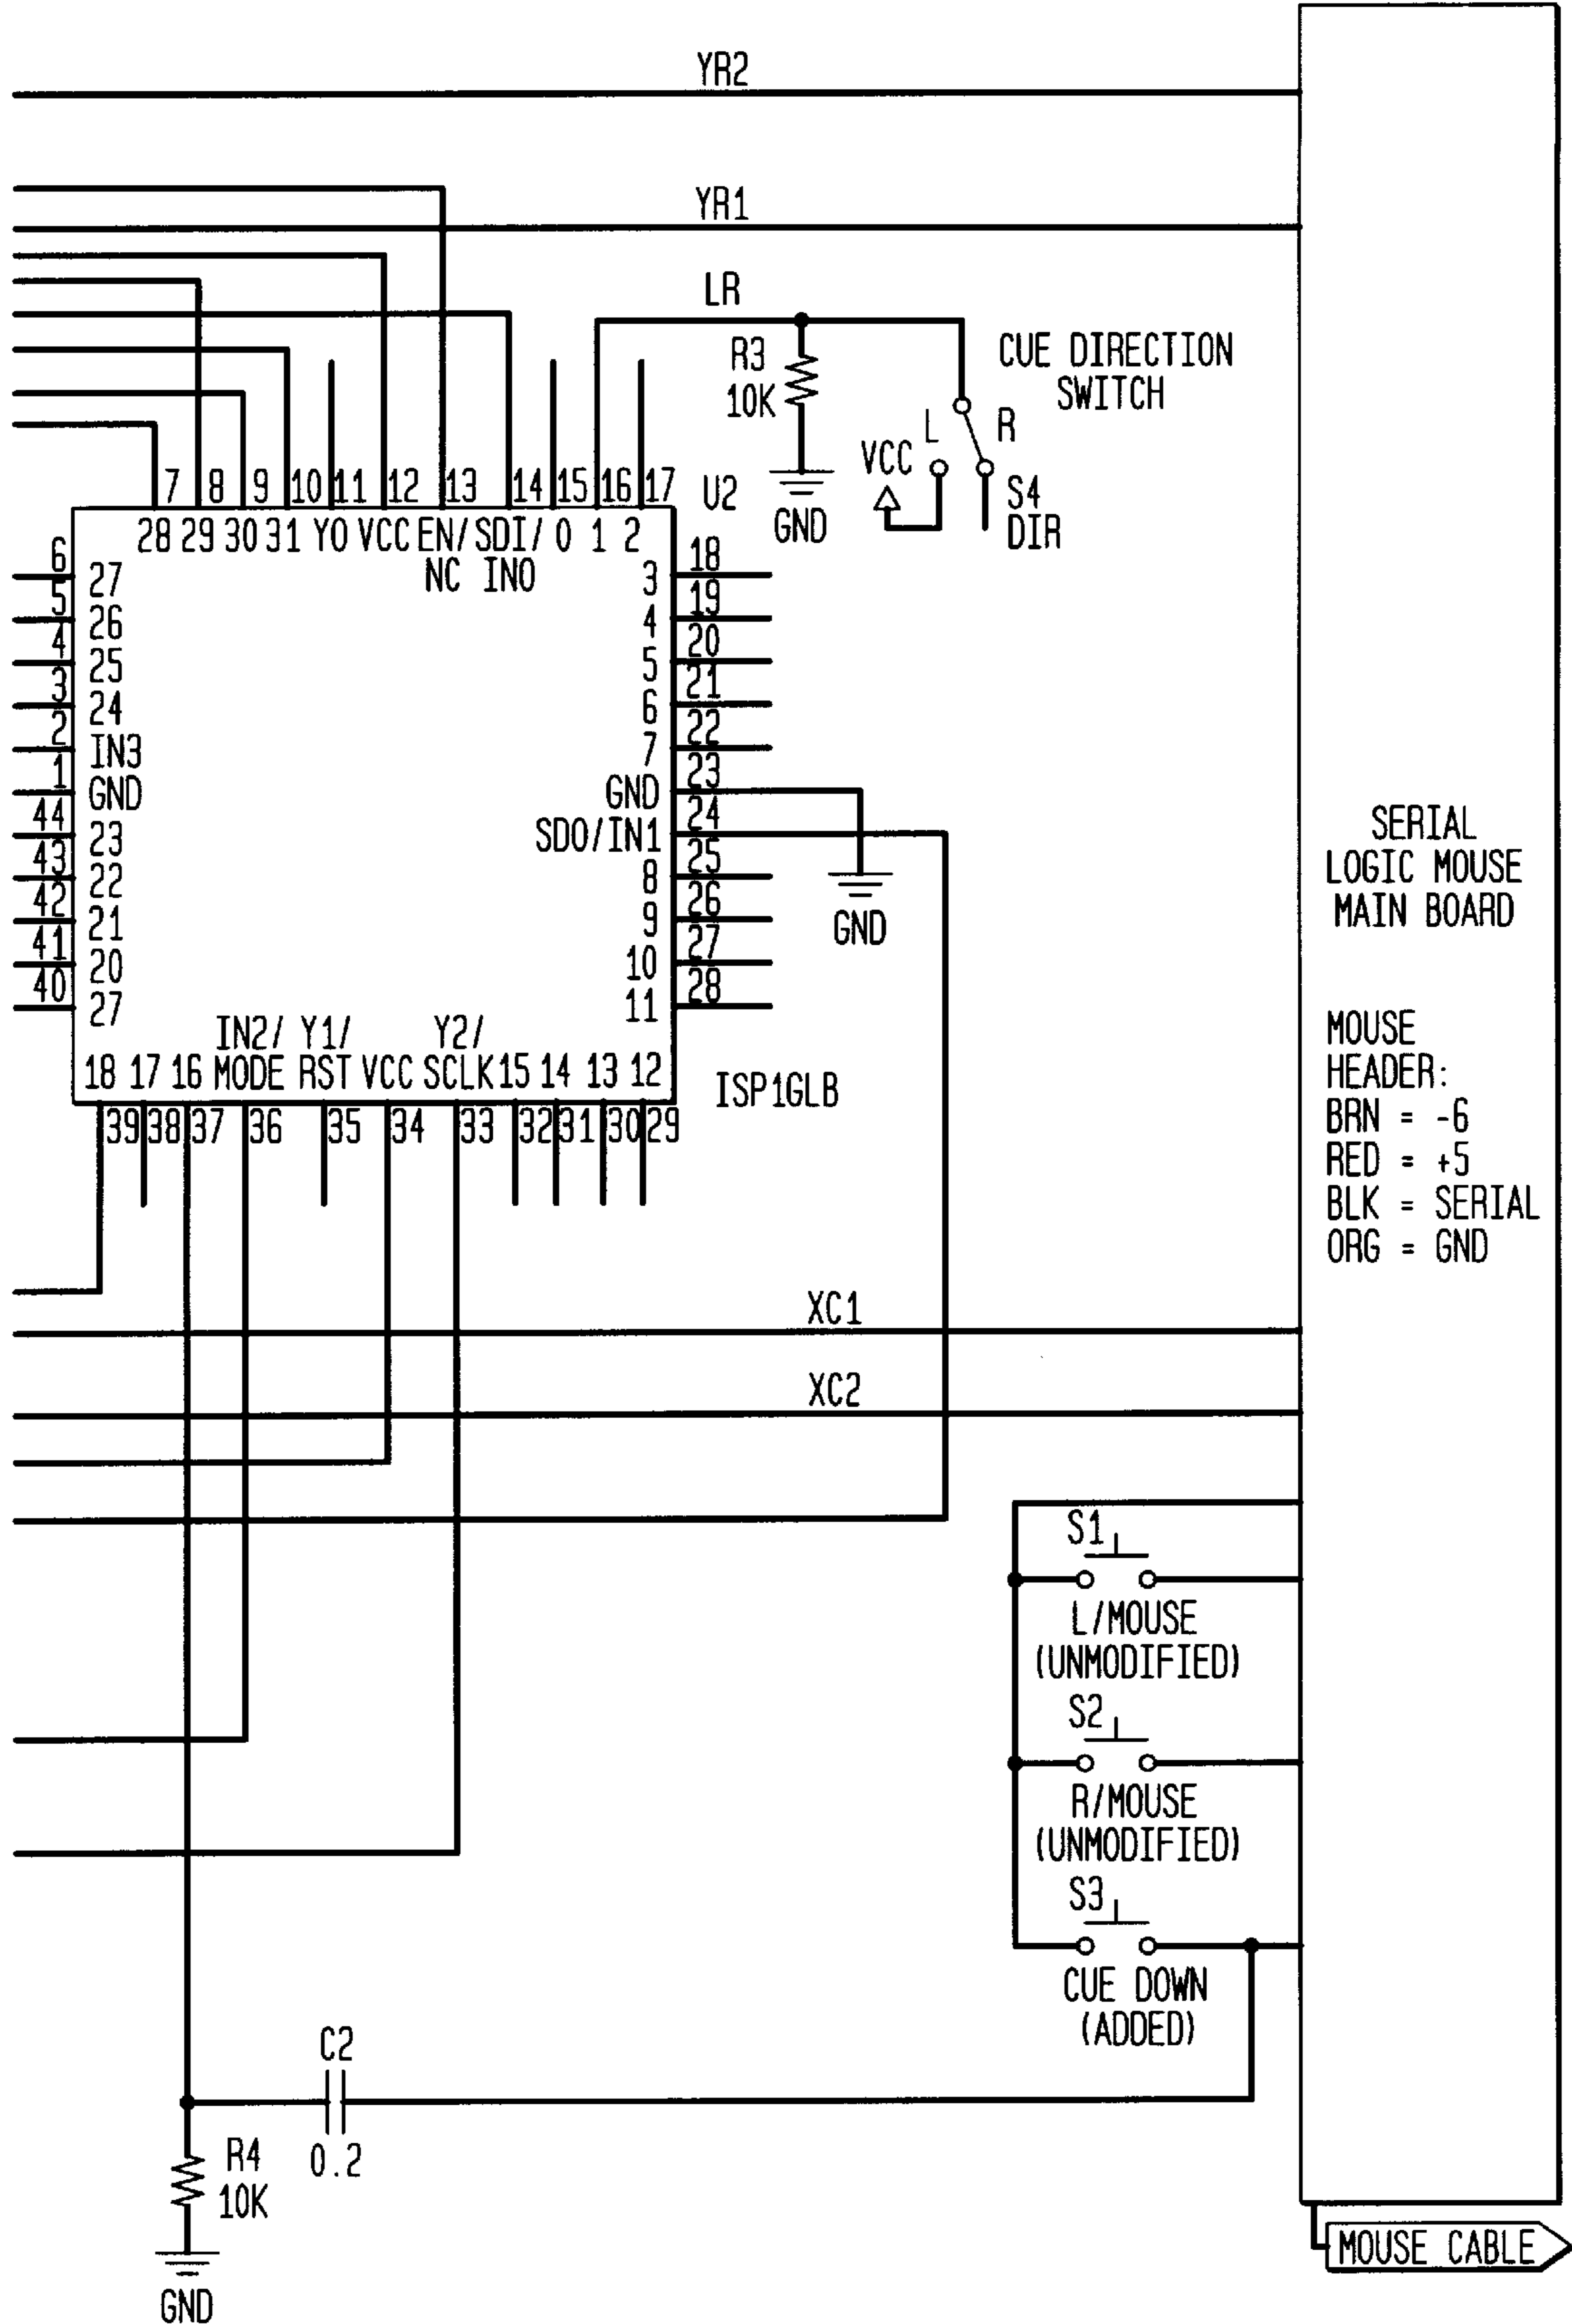 YR2
YR1
LR
R3
10K
CUE DIRECTION
SWITCH
L
R
VCC
S4
DIR
GND
7 8 9 10 11 12 13 14 15 16 17
U2
28 29 30 31 Y0 VCC EN/ SDI/ 0 1 2
NC IN0
6 27
5 26
4 25
3 24
2 IN3
1 GND
44 23
43 22
42 21
41 20
40 27
3 18
4 19
5 20
6 21
7 22
GND 23
SD0/IN1 24
8 25
9 26
10 27
11 28
GND
IN2/ Y1/ Y2/
18 17 16 MODE RST VCC SCLK 15 14 13 12
ISP1GLB
39 38 37 36 35 34 33 32 31 30 29
SERIAL
LOGIC MOUSE
MAIN BOARD
MOUSE
HEADER:
BRN = -6
RED = +5
BLK = SERIAL
ORG = GND
XC1
XC2
S1
L/MOUSE
(UNMODIFIED)
S2
R/MOUSE
(UNMODIFIED)
S3
CUE DOWN
(ADDED)
C2
0.2
R4
10K
GND
MOUSE CABLE